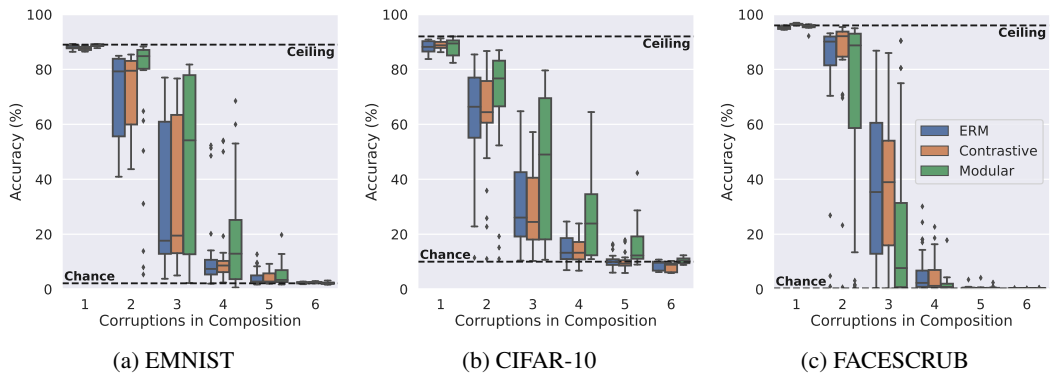 100
80
60
40
20
0
Accuracy (%)
Ceiling
Chance
1 2 3 4 5 6
Corruptions in Composition
(a) EMNIST
100
80
60
40
20
0
Accuracy (%)
Ceiling
Chance
1 2 3 4 5 6
Corruptions in Composition
(b) CIFAR-10
100
80
60
40
20
0
Accuracy (%)
Ceiling
ERM
Contrastive
Modular
Chance
1 2 3 4 5 6
Corruptions in Composition
(c) FACESCRUB